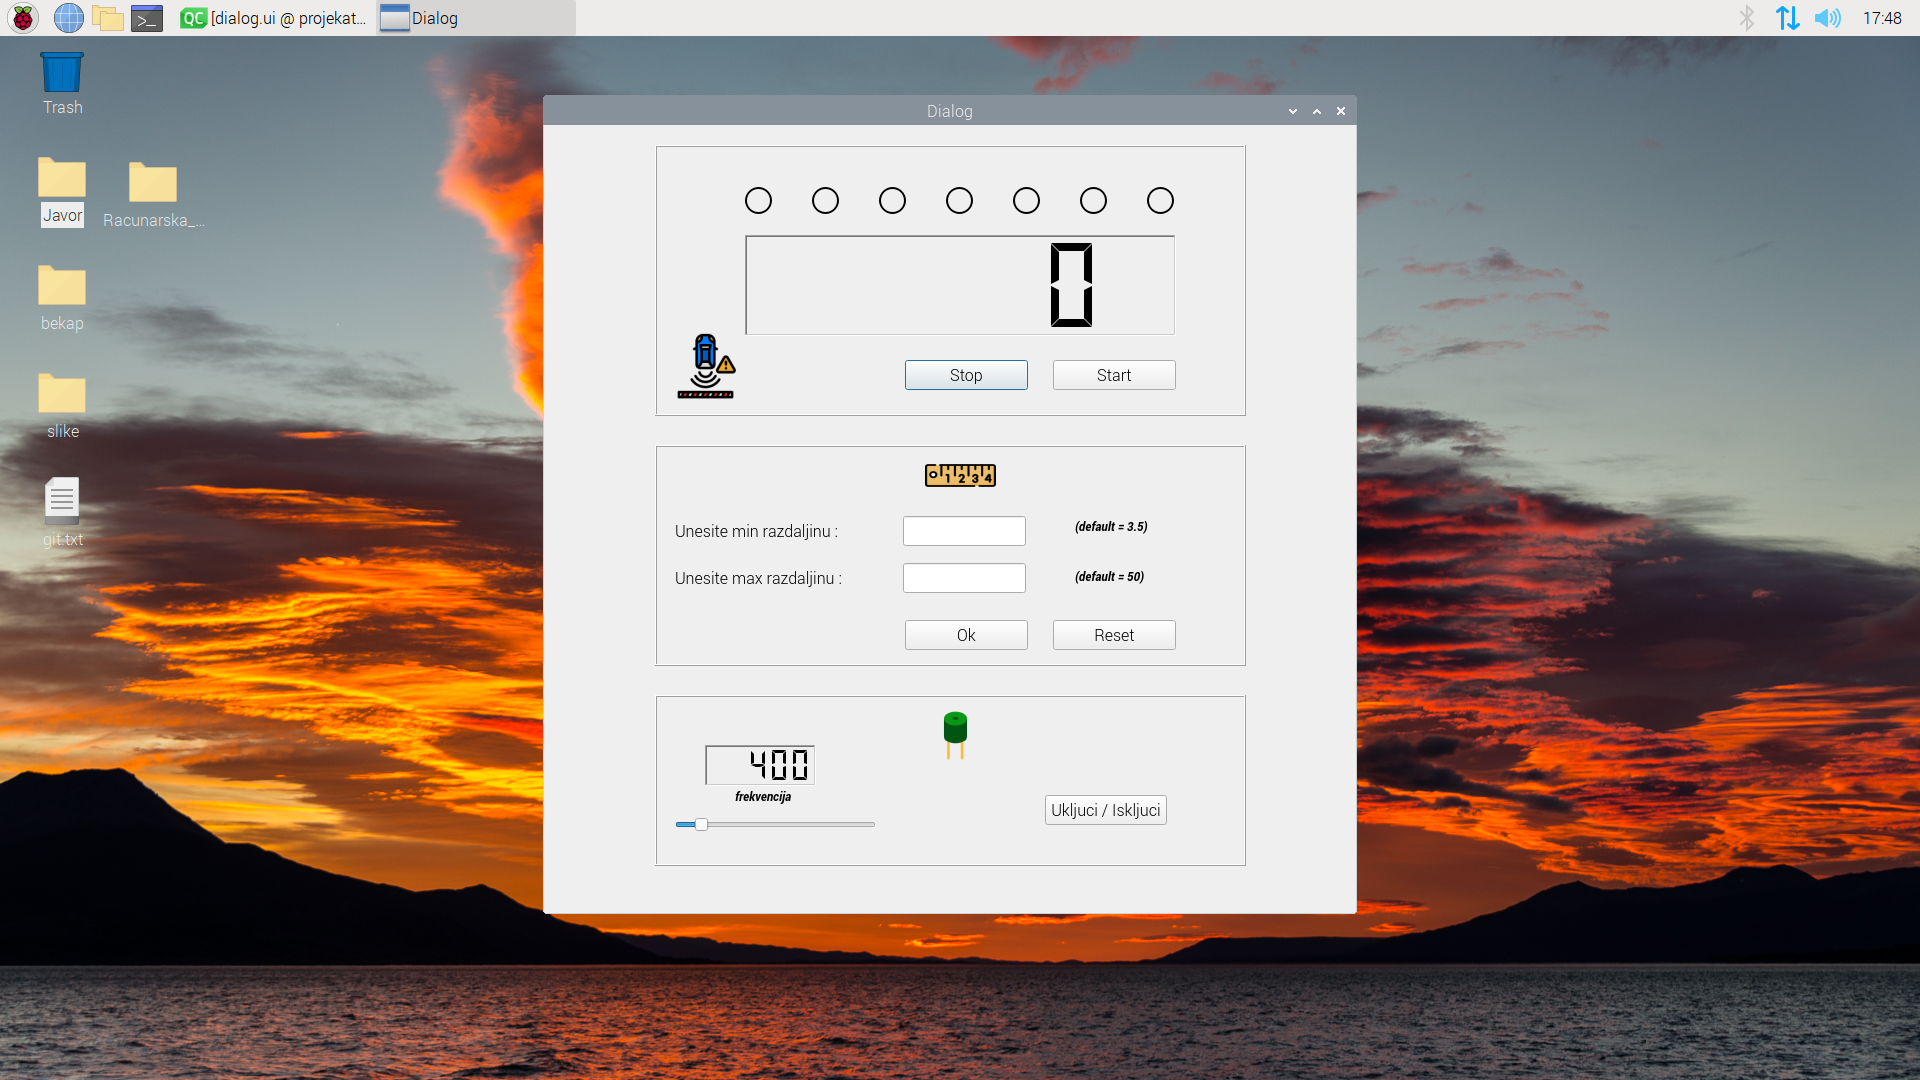 QC [dialog.ui @ projekat...
Dialog
17:48
Trash
Javor
Racunarska_...
bekap
slike
git.txt
Dialog
0
Stop
Start
0 1 2 3 4
Unesite min razdaljinu :
(default = 3.5)
Unesite max razdaljinu :
(default = 50)
Ok
Reset
400
frekvencija
Ukljuci / Iskljuci